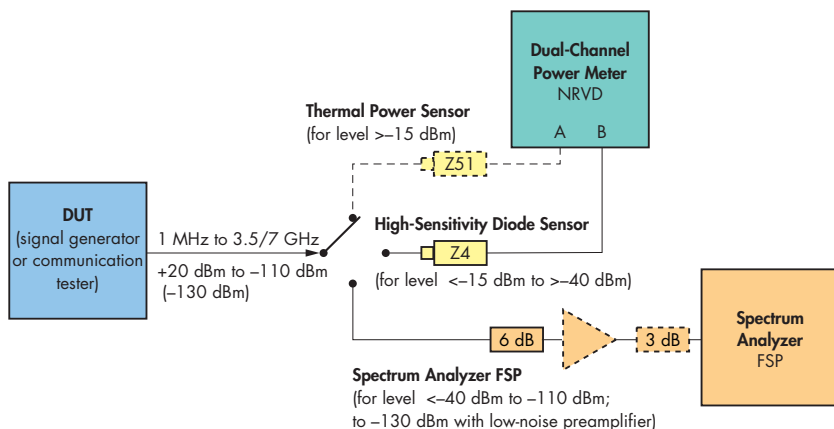 Dual-Channel
Power Meter
NRVD
A B
Thermal Power Sensor
(for level >–15 dBm)
Z51
DUT
(signal generator
or communication
tester)
1 MHz to 3.5/7 GHz
+20 dBm to –110 dBm
(–130 dBm)
High-Sensitivity Diode Sensor
Z4
(for level <–15 dBm to >–40 dBm)
6 dB
3 dB
Spectrum
Analyzer
FSP
Spectrum Analyzer FSP
(for level <–40 dBm to –110 dBm;
to –130 dBm with low-noise preamplifier)